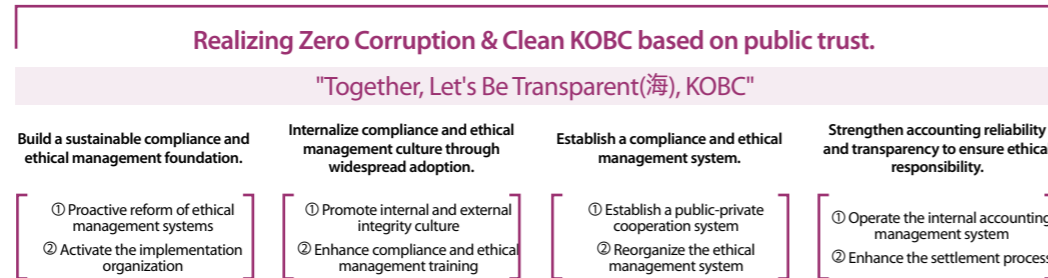 Realizing Zero Corruption & Clean KOBC based on public trust.
"Together, Let's Be Transparent(海), KOBC"
Build a sustainable compliance and
ethical management foundation.
① Proactive reform of ethical
management systems
② Activate the implementation
organization
Internalize compliance and ethical
management culture through
widespread adoption.
① Promote internal and external
integrity culture
② Enhance compliance and ethical
management training
Establish a compliance and ethical
management system.
① Establish a public-private
cooperation system
② Reorganize the ethical
management system
Strengthen accounting reliability
and transparency to ensure ethical
responsibility.
① Operate the internal accounting
management system
② Enhance the settlement process